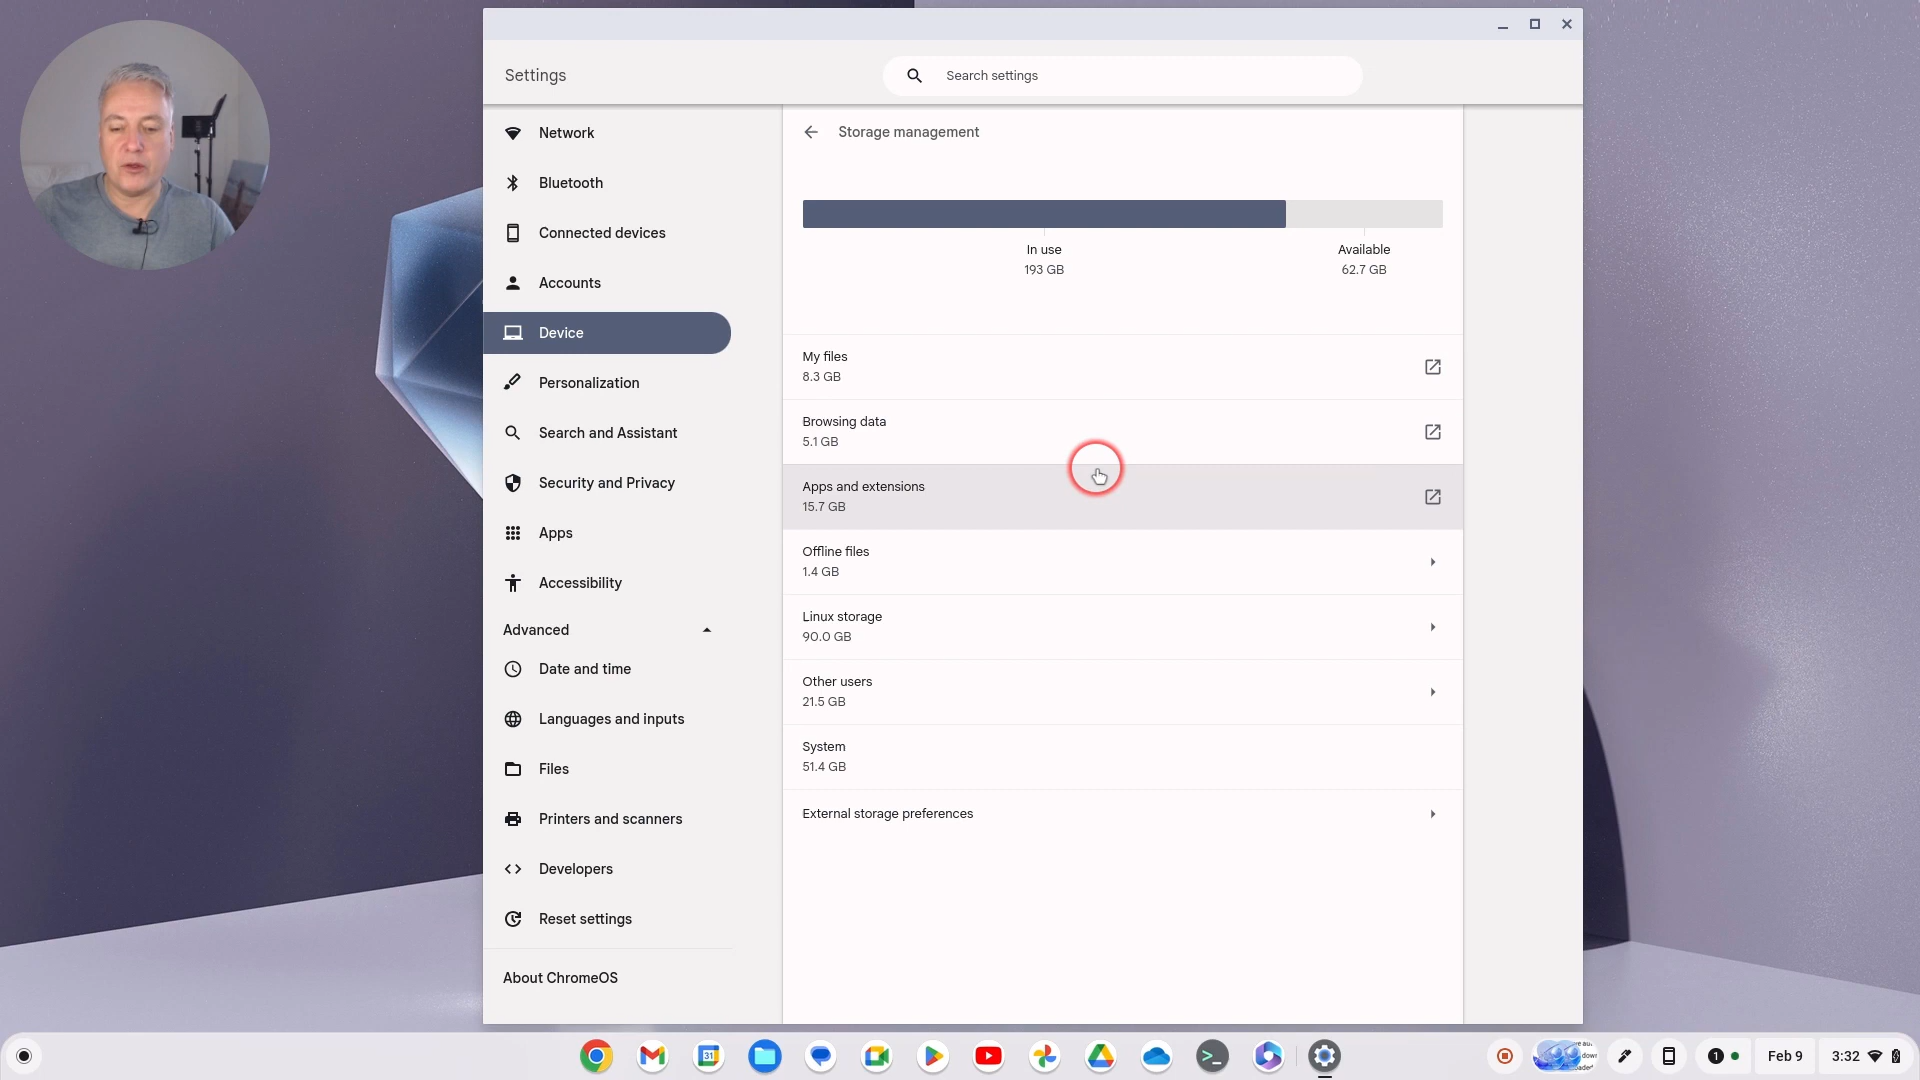 Settings
Search settings
Network
Bluetooth
Connected devices
Accounts
Device
Personalization
Search and Assistant
Security and Privacy
Apps
Accessibility
Advanced
Date and time
Languages and inputs
Files
Printers and scanners
Developers
Reset settings
About ChromeOS
Storage management
In use
193 GB
Available
62.7 GB
My files
8.3 GB
Browsing data
5.1 GB
Apps and extensions
15.7 GB
Offline files
1.4 GB
Linux storage
90.0 GB
Other users
21.5 GB
System
51.4 GB
External storage preferences
31
1
Feb 9
3:32